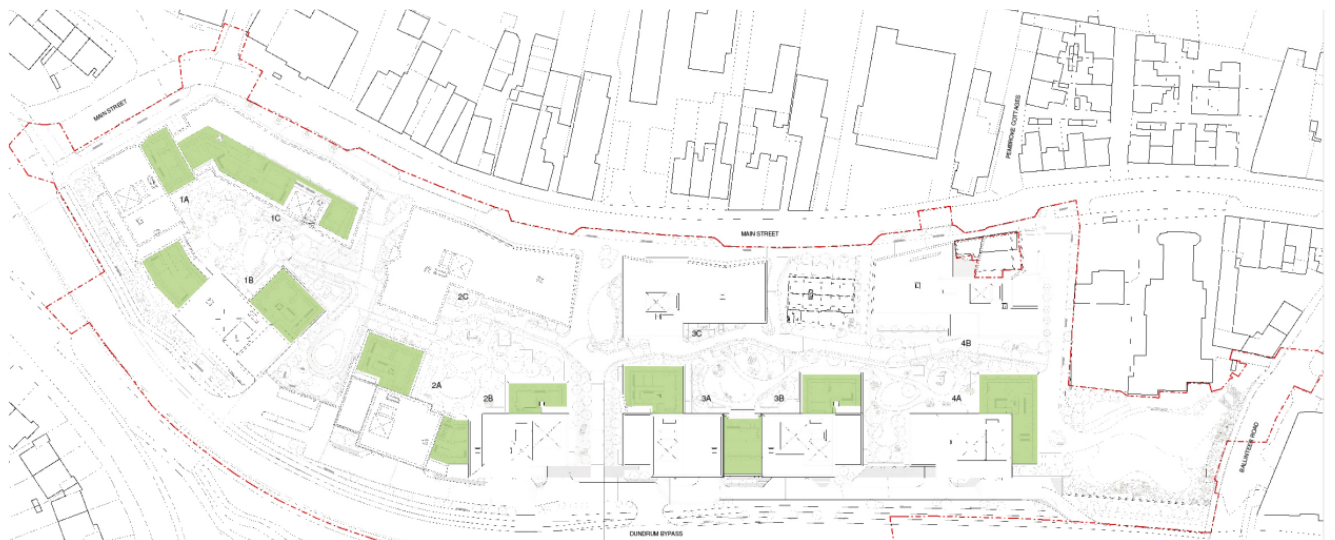 MAIN STREET
PEMBROKE COTTAGES
1A
1C
MAIN STREET
1B
2C
3C
4B
2A
2B
3A
3B
4A
BALLINTEER ROAD
DUNDRUM BYPASS